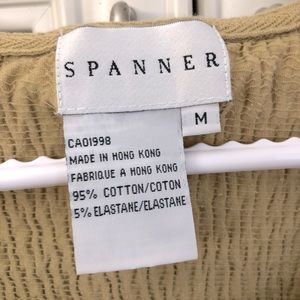 SPANNER
M
CA01998
MADE IN HONG KONG
FABRIQUE A HONG KONG
95% COTTON/COTON
5% ELASTANE/ELASTANE